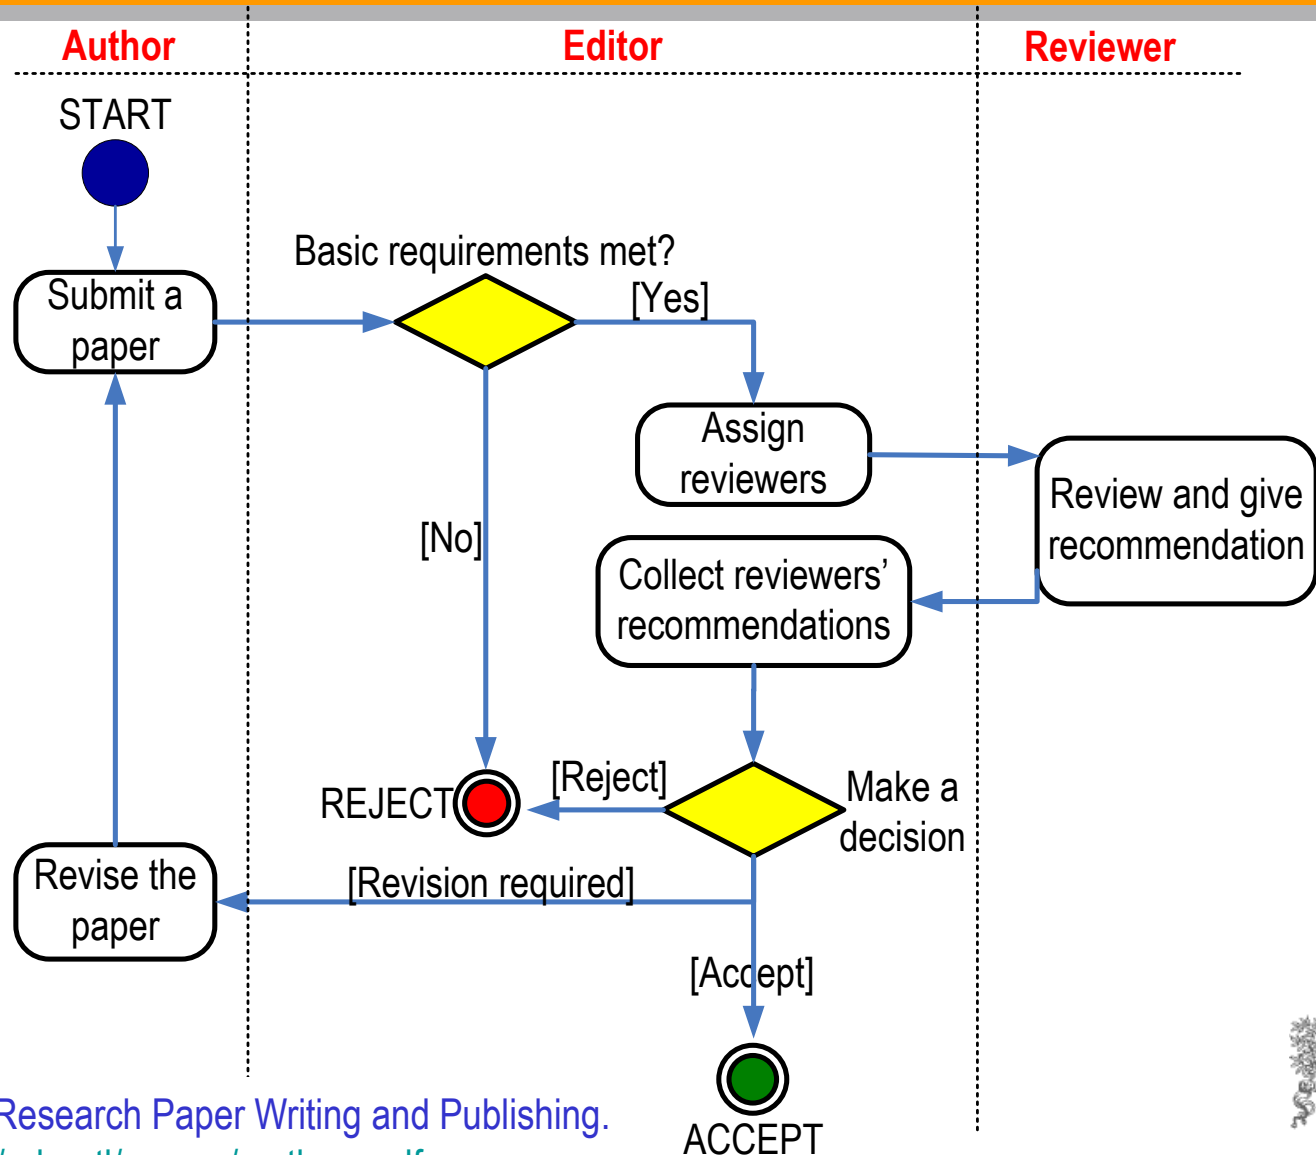 Author
Editor
Reviewer
START
Basic requirements met?
[Yes]
Submit a
paper
Assign
reviewers
Review and give
recommendation
[No]
Collect reviewers’
recommendations
[Reject]
REJECT
Make a
decision
Revise the
paper
[Revision required]
[Accept]
Research Paper Writing and Publishing.
ACCEPT